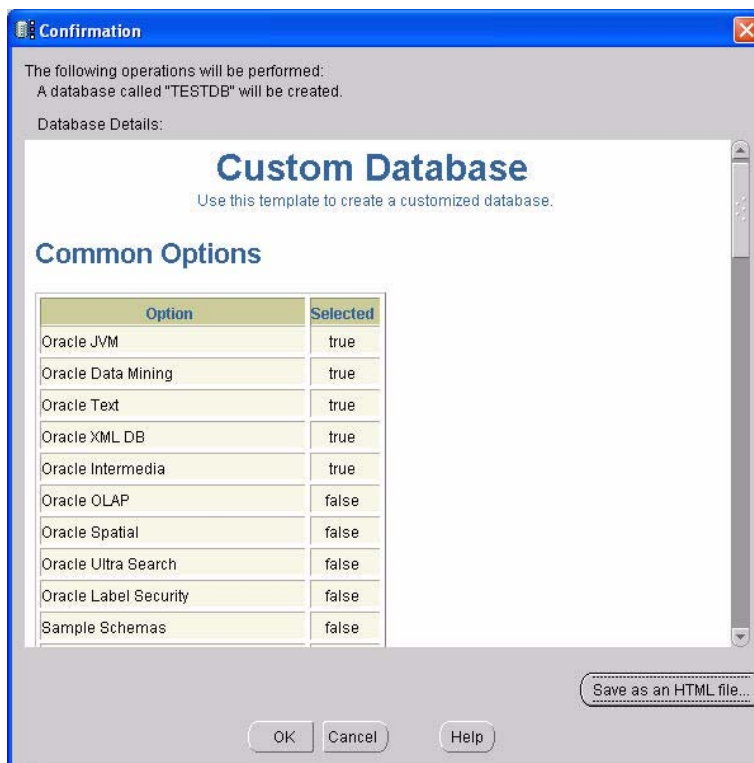 Confirmation
The following operations will be performed:
A database called "TESTDB" will be created.
Database Details:
Custom Database
Use this template to create a customized database.
Common Options
Option Selected
Oracle JVM true
Oracle Data Mining true
Oracle Text true
Oracle XML DB true
Oracle Intermedia true
Oracle OLAP false
Oracle Spatial false
Oracle Ultra Search false
Oracle Label Security false
Sample Schemas false
Save as an HTML file...
OK Cancel Help